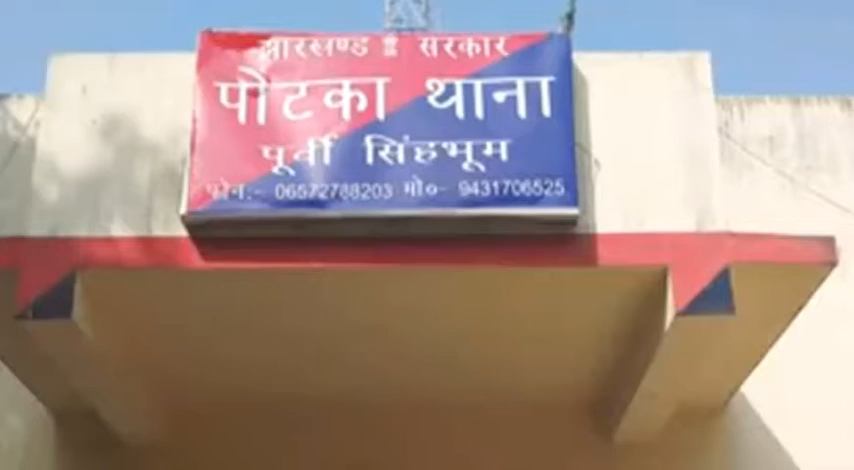 झारखण्ड सरकार
पोटका थाना
पूर्वी सिंहभूम
फोन:- 06572788203 मो०- 9431706525